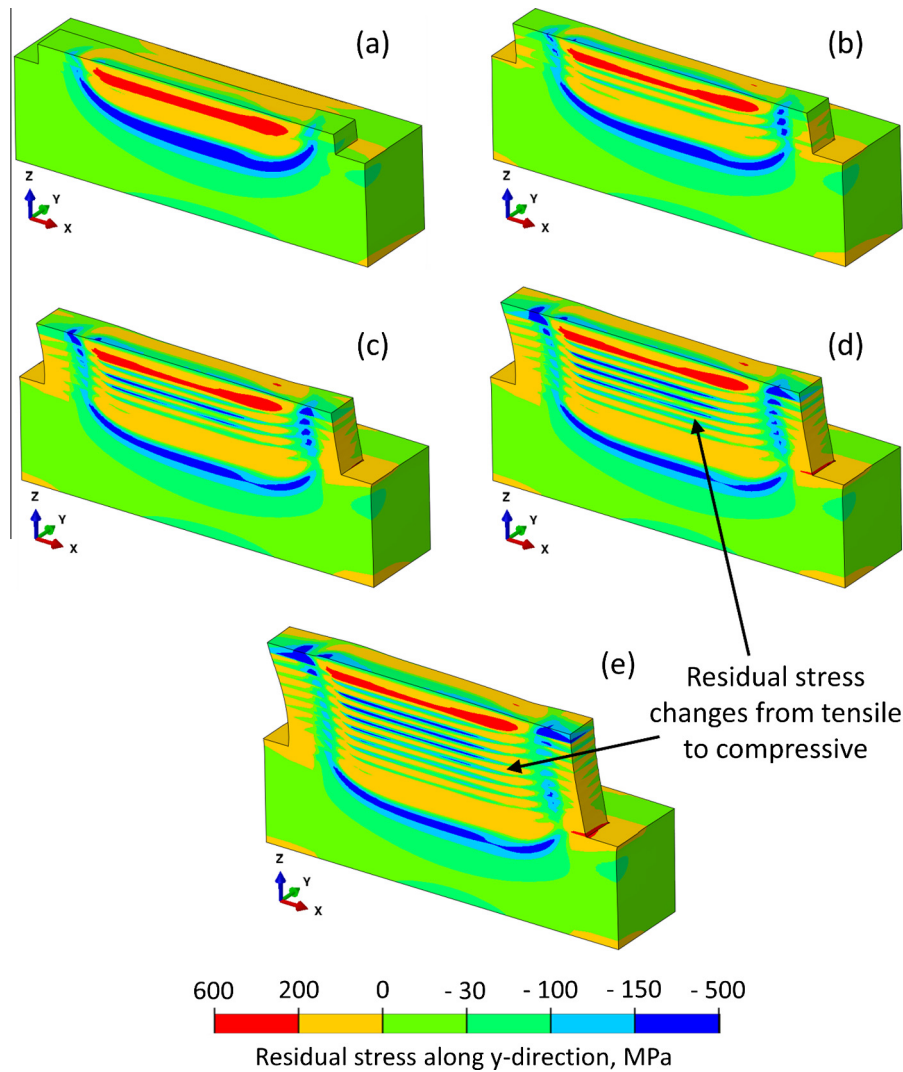 (a)
Z
Y
X
(b)
Z
Y
X
(c)
Z
Y
X
(d)
Z
Y
X
(e)
Z
Y
X
Residual stress
changes from tensile
to compressive
600 200 0 - 30 - 100 - 150 - 500
Residual stress along y-direction, MPa